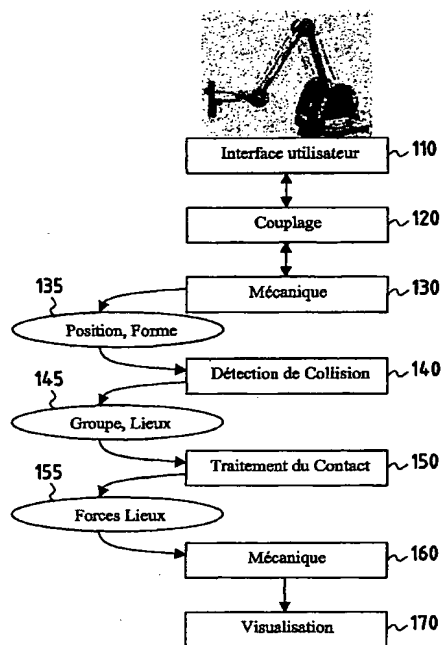 Interface utilisateur 110
Couplage 120
Mécanique 130
135
Position, Forme
Détection de Collision 140
145
Groupe, Lieux
Traitement du Contact 150
155
Forces Lieux
Mécanique 160
Visualisation 170